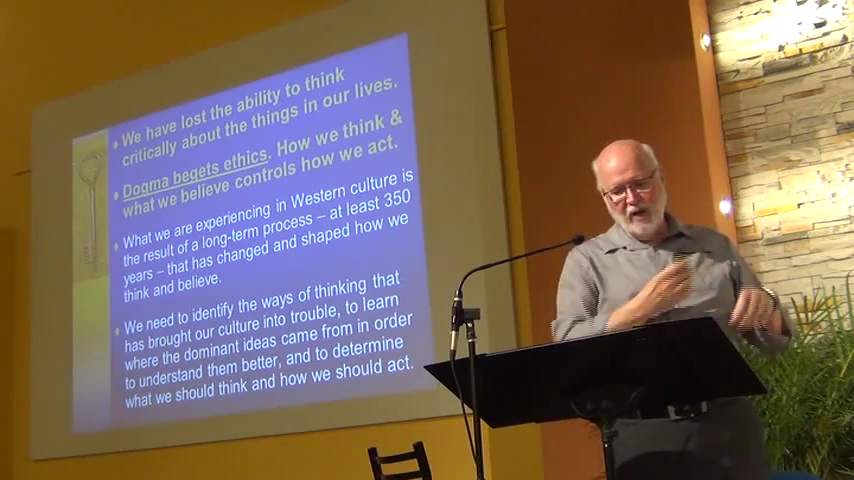 ♦ We have lost the ability to think
critically about the things in our lives.
♦ Dogma begets ethics. How we think &
what we believe controls how we act.
♦ What we are experiencing in Western culture is
the result of a long-term process – at least 350
years – that has changed and shaped how we
think and believe.
♦ We need to identify the ways of thinking that
has brought our culture into trouble, to learn
where the dominant ideas came from in order
to understand them better, and to determine
what we should think and how we should act.